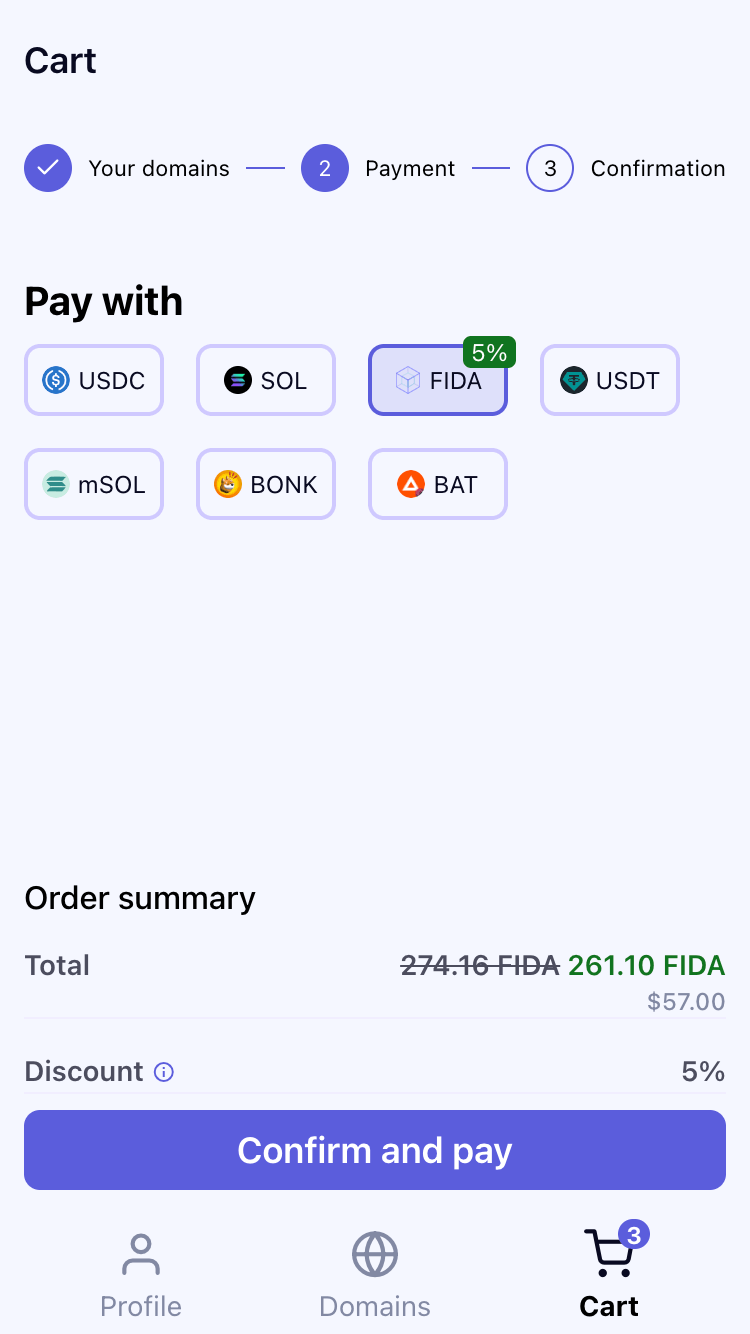 Cart
Your domains 2 Payment 3 Confirmation
Pay with
5%
USDC SOL FIDA USDT
mSOL BONK BAT
Order summary
Total 274.16 FIDA 261.10 FIDA
$57.00
Discount 5%
Confirm and pay
3
Profile Domains Cart